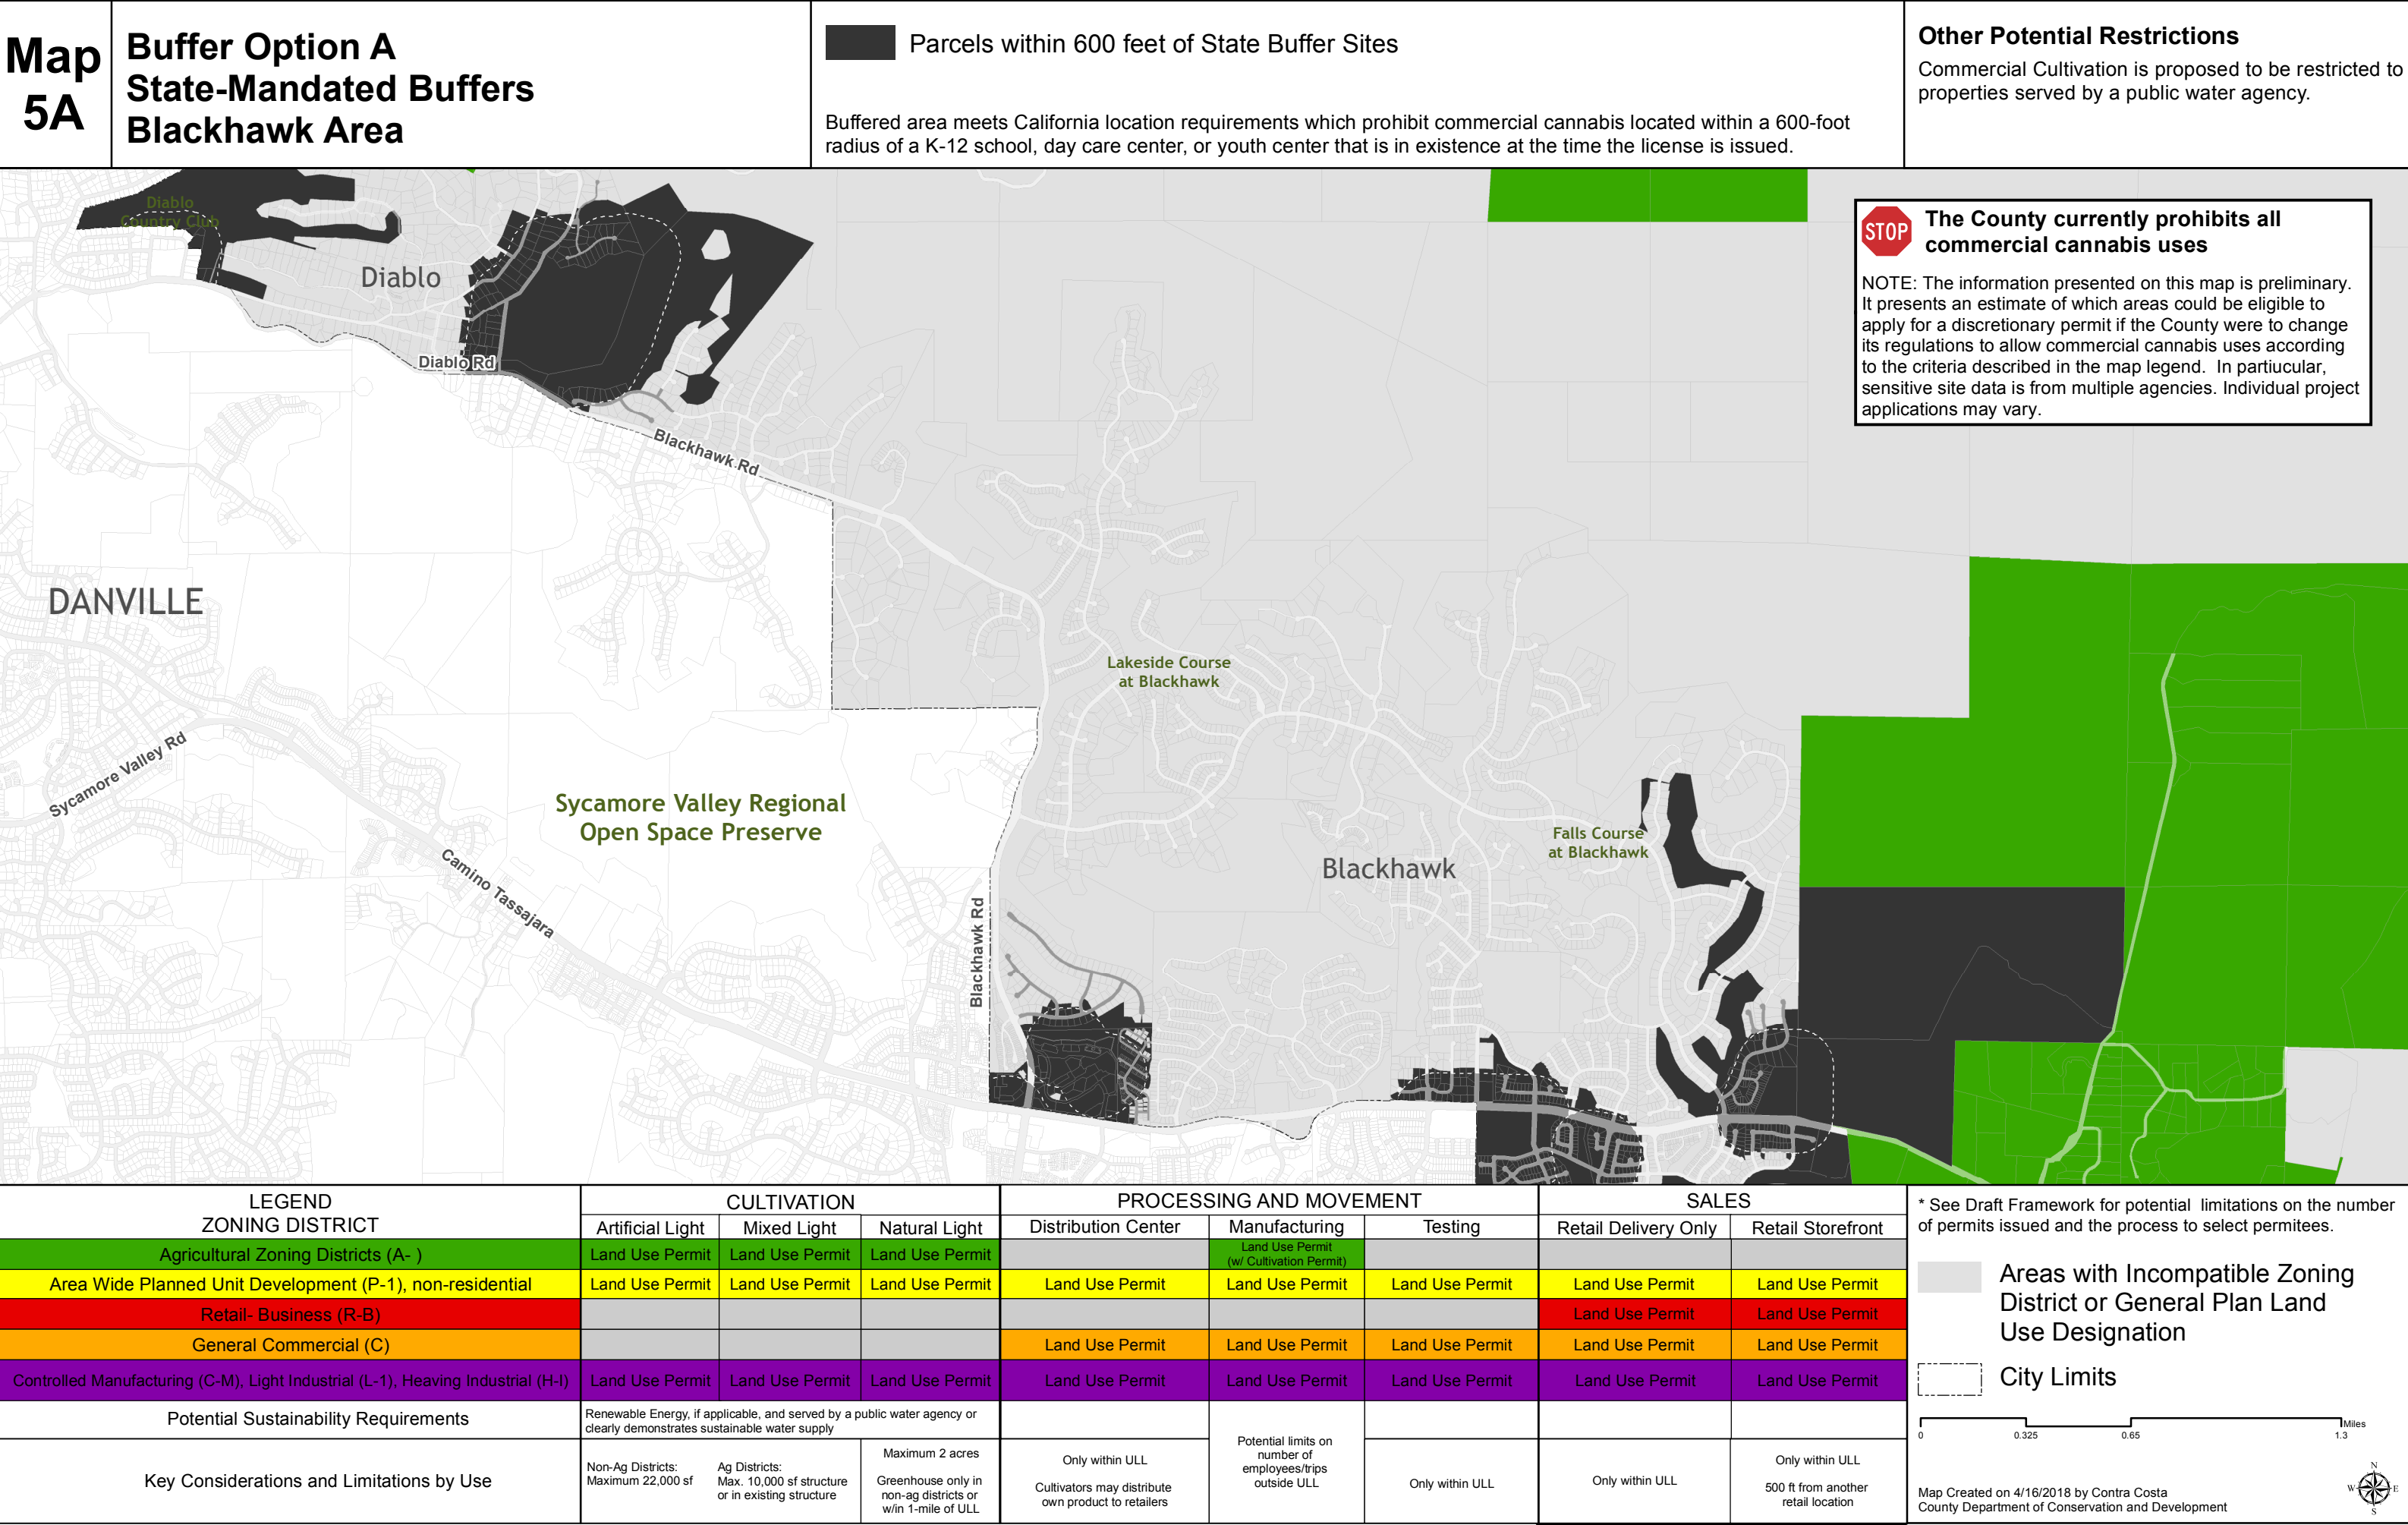 Map
5A
Buffer Option A
State-Mandated Buffers
Blackhawk Area
Parcels within 600 feet of State Buffer Sites
Buffered area meets California location requirements which prohibit commercial cannabis located within a 600-foot
radius of a K-12 school, day care center, or youth center that is in existence at the time the license is issued.
Other Potential Restrictions
Commercial Cultivation is proposed to be restricted to
properties served by a public water agency.
STOP
The County currently prohibits all
commercial cannabis uses
NOTE: The information presented on this map is preliminary.
It presents an estimate of which areas could be eligible to
apply for a discretionary permit if the County were to change
its regulations to allow commercial cannabis uses according
to the criteria described in the map legend. In partiucular,
sensitive site data is from multiple agencies. Individual project
applications may vary.
Diablo
Country Club
Diablo
Diablo Rd
Blackhawk Rd
DANVILLE
Lakeside Course
at Blackhawk
Sycamore Valley Rd
Sycamore Valley Regional
Open Space Preserve
Camino Tassajara
Falls Course
at Blackhawk
Blackhawk
Blackhawk Rd
LEGEND
ZONING DISTRICT
CULTIVATION
PROCESSING AND MOVEMENT
SALES
Artificial Light
Mixed Light
Natural Light
Distribution Center
Manufacturing
Testing
Retail Delivery Only
Retail Storefront
Agricultural Zoning Districts (A- )
Land Use Permit
Land Use Permit
Land Use Permit
Land Use Permit
(w/ Cultivation Permit)
Area Wide Planned Unit Development (P-1), non-residential
Land Use Permit
Land Use Permit
Land Use Permit
Land Use Permit
Land Use Permit
Land Use Permit
Land Use Permit
Land Use Permit
Retail- Business (R-B)
Land Use Permit
Land Use Permit
General Commercial (C)
Land Use Permit
Land Use Permit
Land Use Permit
Land Use Permit
Land Use Permit
Controlled Manufacturing (C-M), Light Industrial (L-1), Heaving Industrial (H-I)
Land Use Permit
Land Use Permit
Land Use Permit
Land Use Permit
Land Use Permit
Land Use Permit
Land Use Permit
Land Use Permit
Potential Sustainability Requirements
Renewable Energy, if applicable, and served by a public water agency or
clearly demonstrates sustainable water supply
Key Considerations and Limitations by Use
Non-Ag Districts:
Maximum 22,000 sf
Ag Districts:
Max. 10,000 sf structure
or in existing structure
Maximum 2 acres
Greenhouse only in
non-ag districts or
w/in 1-mile of ULL
Only within ULL
Cultivators may distribute
own product to retailers
Potential limits on
number of
employees/trips
outside ULL
Only within ULL
Only within ULL
Only within ULL
500 ft from another
retail location
* See Draft Framework for potential limitations on the number
of permits issued and the process to select permitees.
Areas with Incompatible Zoning
District or General Plan Land
Use Designation
City Limits
Miles
0
0.325
0.65
1.3
Map Created on 4/16/2018 by Contra Costa
County Department of Conservation and Development
N
W
E
S